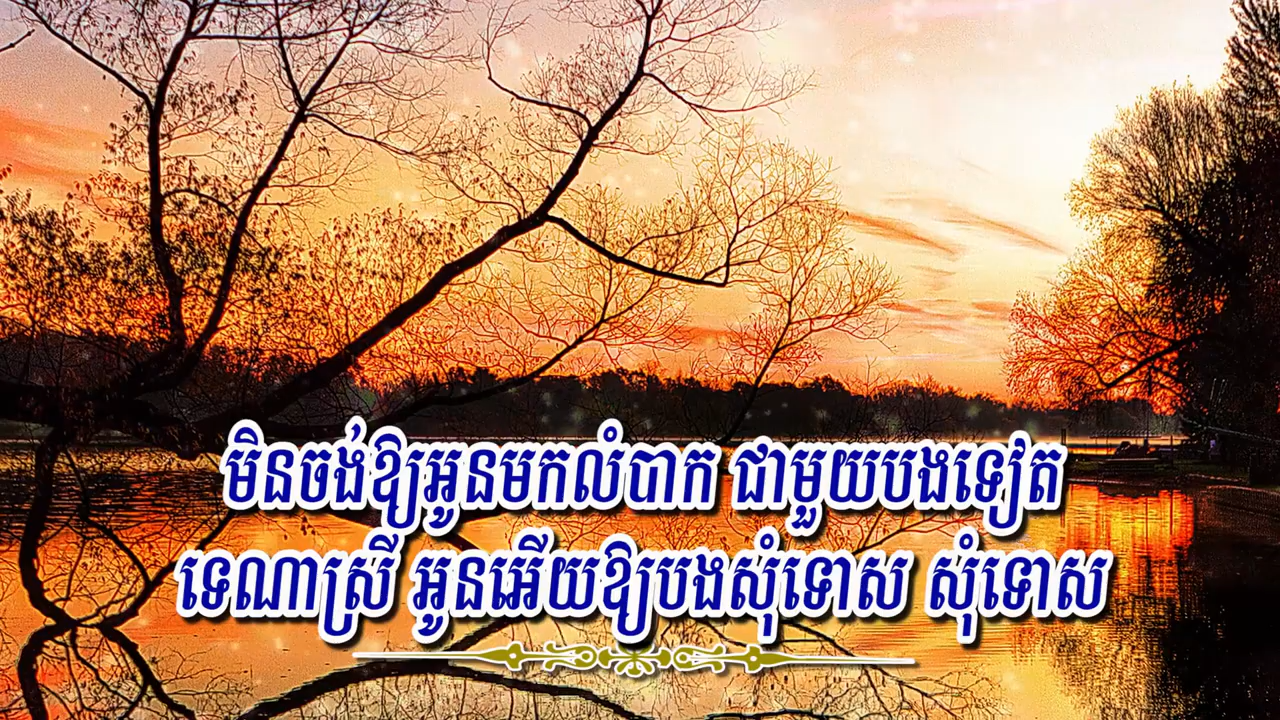 មិនចង់ឱ្យអូនមកលំបាក ជាមួយបងទៀត
ទេណាស្រី អូនអើយឱ្យបងសុំទោស សុំទោស